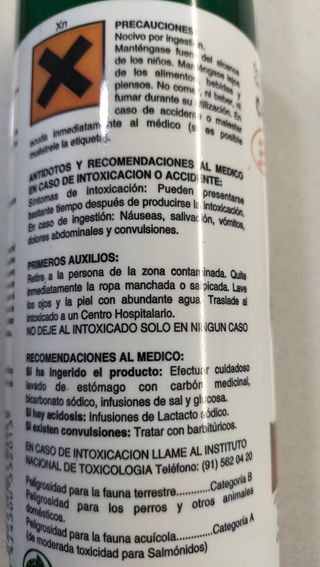 Xn
PRECAUCIONES
Nocivo por ingestión.
Manténgase fuera del alcance
de los niños. Manténgase lejos
de los alimentos, bebidas y
piensos. No comer, ni beber, ni
fumar durante su utilización. En
caso de accidente o malestar
acuda inmediatamente al médico (si es posible
muéstrele la etiqueta).
ANTIDOTOS Y RECOMENDACIONES AL MEDICO
EN CASO DE INTOXICACION O ACCIDENTE:
Síntomas de intoxicación: Pueden presentarse
bastante tiempo después de producirse la intoxicación.
En caso de ingestión: Náuseas, salivación, vómitos,
dolores abdominales y convulsiones.
PRIMEROS AUXILIOS:
Retire a la persona de la zona contaminada. Quite
inmediatamente la ropa manchada o salpicada. Lave
los ojos y la piel con abundante agua. Traslade al
intoxicado a un Centro Hospitalario.
NO DEJE AL INTOXICADO SOLO EN NINGUN CASO
RECOMENDACIONES AL MEDICO:
Si ha ingerido el producto: Efectuar cuidadoso
lavado de estómago con carbón medicinal,
bicarbonato sódico, infusiones de sal y glucosa.
Si hay acidosis: Infusiones de Lactacto sódico.
Si existen convulsiones: Tratar con barbitúricos.
EN CASO DE INTOXICACION LLAME AL INSTITUTO
NACIONAL DE TOXICOLOGIA Teléfono: (91) 562 04 20
Peligrosidad para la fauna terrestre............Categoría B
Peligrosidad para los perros y otros animales
domésticos.
Peligrosidad para la fauna acuícola..............Categoría A
(de moderada toxicidad para Salmónidos)